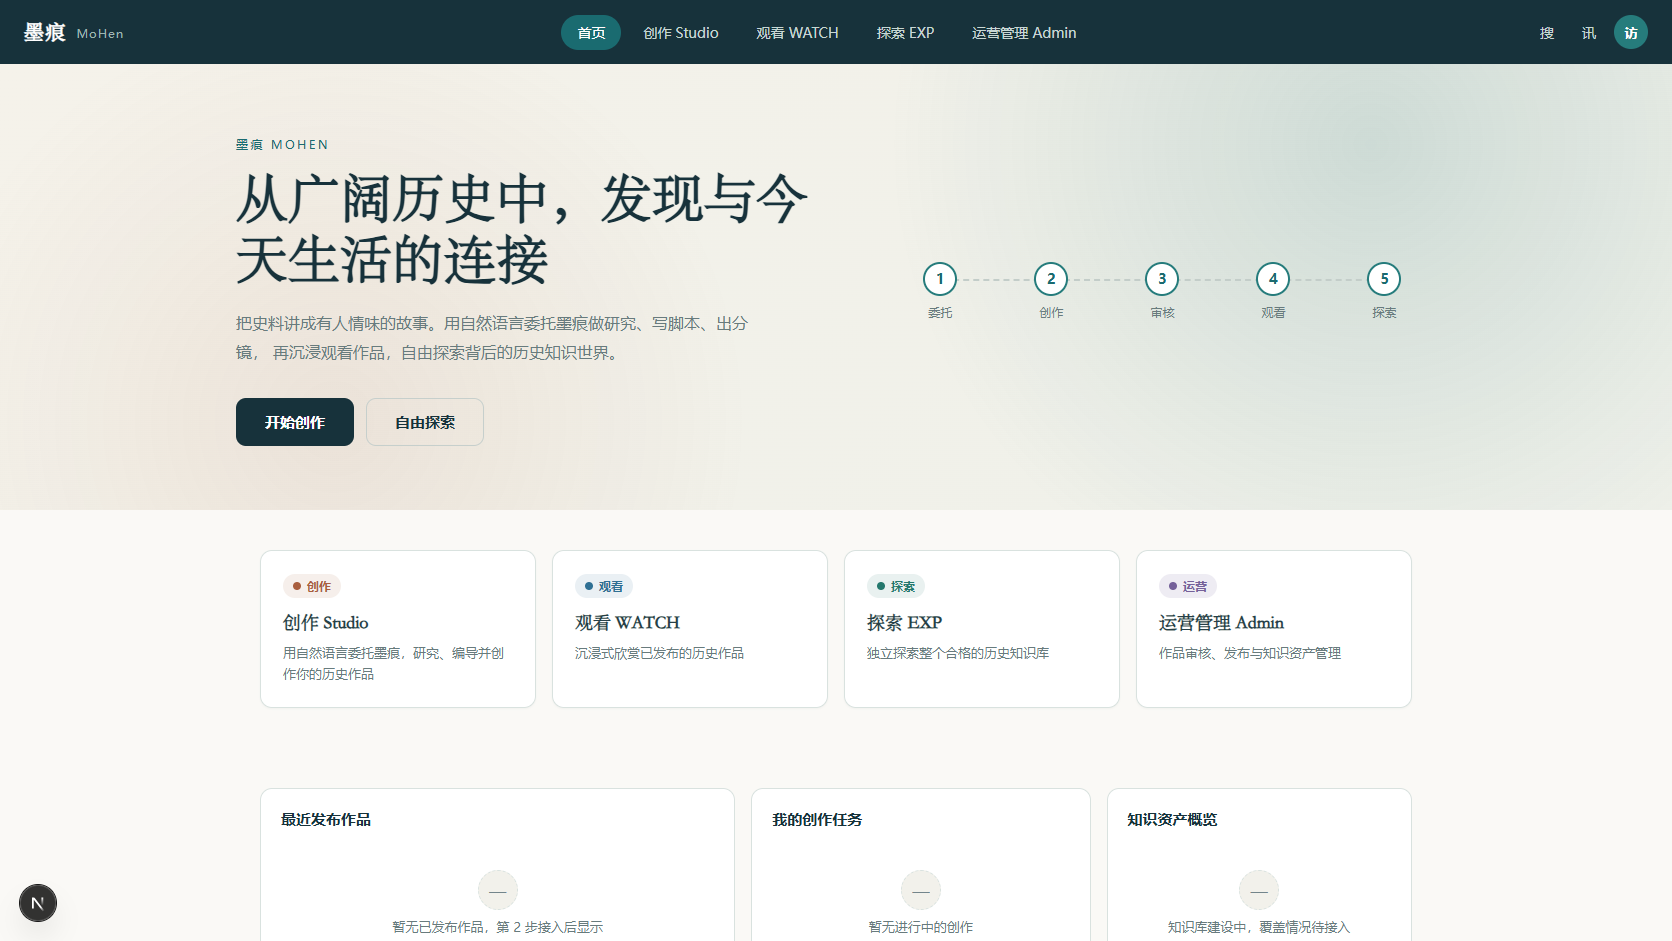 墨痕 MoHen
首页
创作 Studio
观看 WATCH
探索 EXP
运营管理 Admin
搜
讯
访
墨痕 MOHEN
从广阔历史中，发现与今
天生活的连接
把史料讲成有人情味的故事。用自然语言委托墨痕做研究、写脚本、出分
镜， 再沉浸观看作品，自由探索背后的历史知识世界。
开始创作
自由探索
1
2
3
4
5
委托
创作
审核
观看
探索
创作
创作 Studio
用自然语言委托墨痕，研究、编导并创
作你的历史作品
观看
观看 WATCH
沉浸式欣赏已发布的历史作品
探索
探索 EXP
独立探索整个合格的历史知识库
运营
运营管理 Admin
作品审核、发布与知识资产管理
最近发布作品
—
暂无已发布作品，第 2 步接入后显示
我的创作任务
—
暂无进行中的创作
知识资产概览
—
知识库建设中，覆盖情况待接入
N